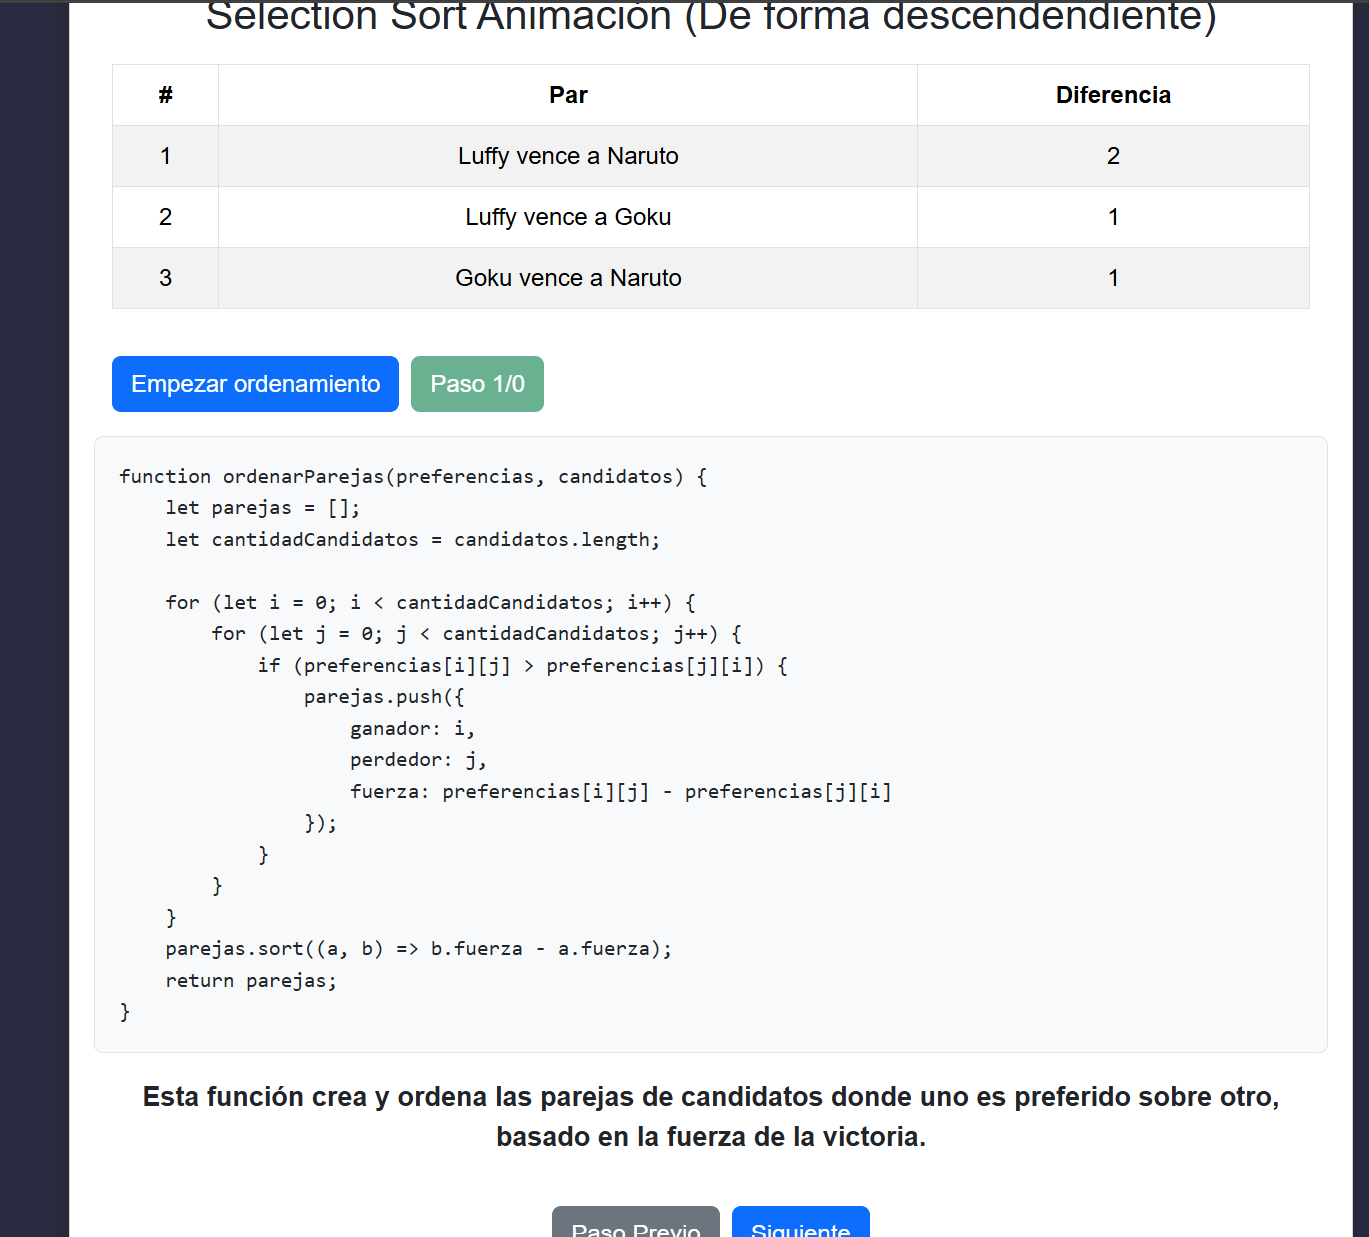 Selection Sort Animación (De forma descendendiente)
# Par Diferencia
1 Luffy vence a Naruto 2
2 Luffy vence a Goku 1
3 Goku vence a Naruto 1
Empezar ordenamiento Paso 1/0
function ordenarParejas(preferencias, candidatos) {
    let parejas = [];
    let cantidadCandidatos = candidatos.length;

    for (let i = 0; i < cantidadCandidatos; i++) {
        for (let j = 0; j < cantidadCandidatos; j++) {
            if (preferencias[i][j] > preferencias[j][i]) {
                parejas.push({
                    ganador: i,
                    perdedor: j,
                    fuerza: preferencias[i][j] - preferencias[j][i]
                });
            }
        }
    }
    parejas.sort((a, b) => b.fuerza - a.fuerza);
    return parejas;
}
Esta función crea y ordena las parejas de candidatos donde uno es preferido sobre otro,
basado en la fuerza de la victoria.
Paso Previo Siguiente